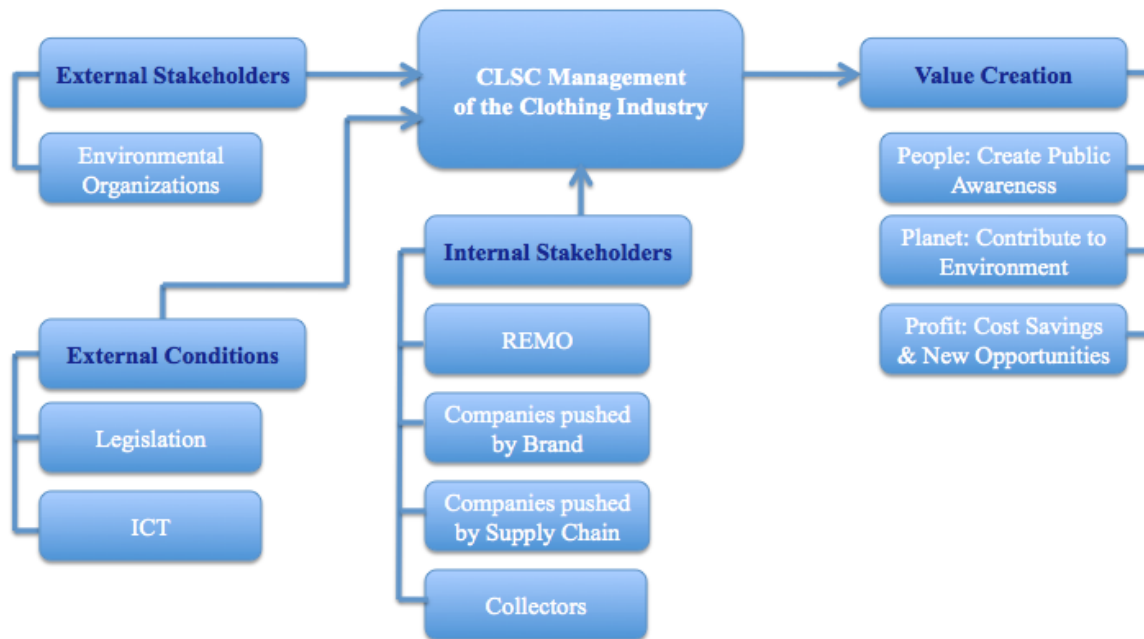 External Stakeholders
Environmental
Organizations
CLSC Management
of the Clothing Industry
Value Creation
People: Create Public
Awareness
Planet: Contribute to
Environment
Profit: Cost Savings
& New Opportunities
Internal Stakeholders
REMO
Companies pushed
by Brand
Companies pushed
by Supply Chain
Collectors
External Conditions
Legislation
ICT